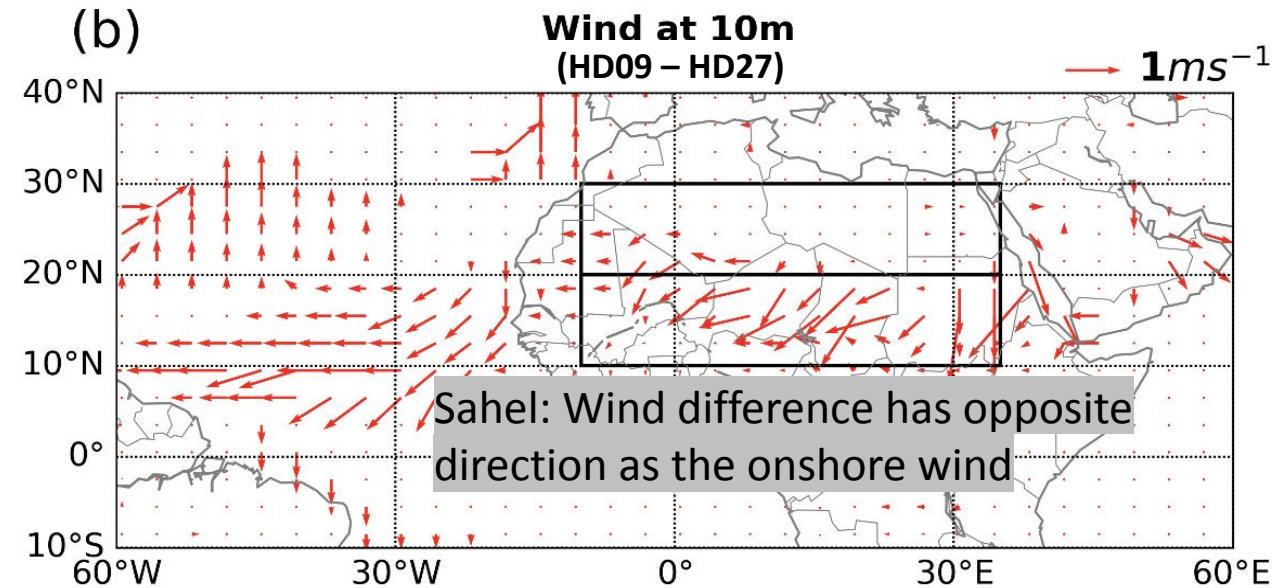 (b)
Wind at 10m
(HD09 – HD27)
1ms⁻¹
40°N
30°N
20°N
10°N
0°
10°S
Sahel: Wind difference has opposite
direction as the onshore wind
60°W
30°W
0°
30°E
60°E